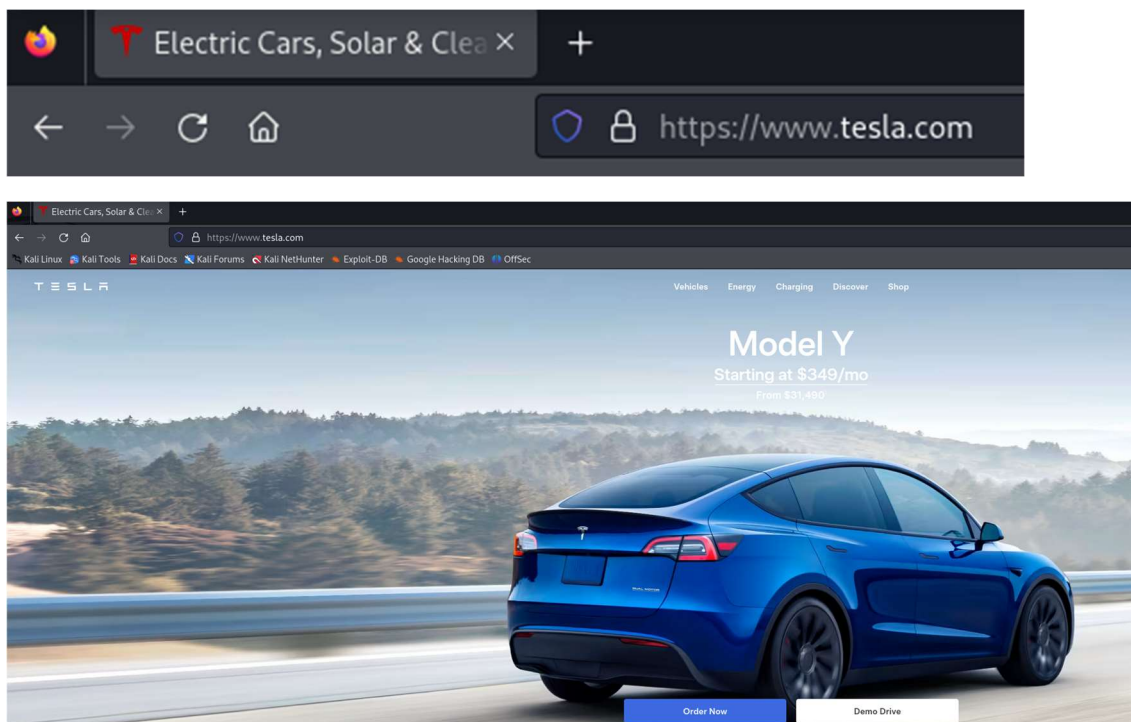 Electric Cars, Solar & Clea
https://www.tesla.com
Electric Cars, Solar & Cle
https://www.tesla.com
Kali Linux Kali Tools Kali Docs Kali Forums Kali NetHunter Exploit-DB Google Hacking DB OffSec
TESLA Vehicles Energy Charging Discover Shop
Model Y
Starting at $349/mo
From $31,490
Order Now Demo Drive